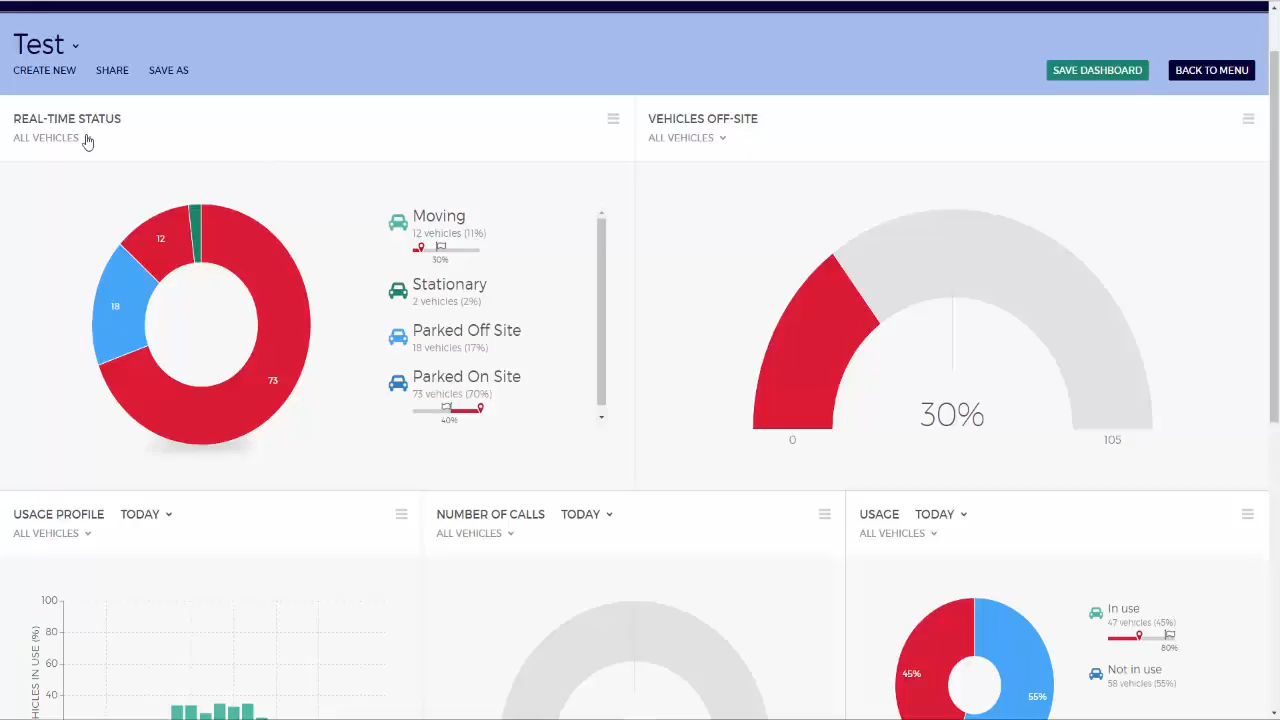 Test
CREATE NEW SHARE SAVE AS
SAVE DASHBOARD BACK TO MENU
REAL-TIME STATUS
ALL VEHICLES
12
18
73
Moving
12 vehicles (11%)
30%
Stationary
2 vehicles (2%)
Parked Off Site
18 vehicles (17%)
Parked On Site
73 vehicles (70%)
40%
VEHICLES OFF-SITE
ALL VEHICLES
30%
0 105
USAGE PROFILE TODAY
ALL VEHICLES
100
80
60
40
HICLES IN USE (%)
NUMBER OF CALLS TODAY
ALL VEHICLES
USAGE TODAY
ALL VEHICLES
45%
55%
In use
47 vehicles (45%)
80%
Not in use
58 vehicles (55%)